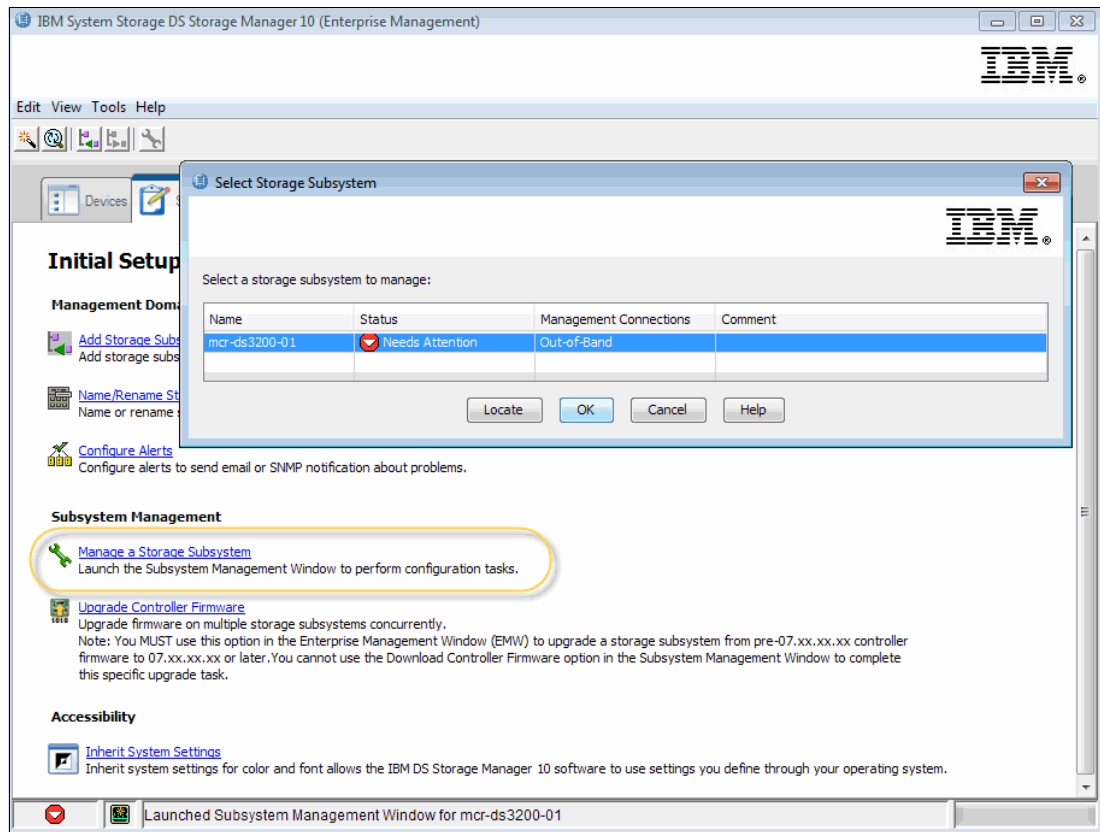 IBM System Storage DS Storage Manager 10 (Enterprise Management)
IBM®
Edit View Tools Help
Devices
Select Storage Subsystem
IBM®
Initial Setup
Select a storage subsystem to manage:
Management Doma
Name Status Management Connections Comment
mcr-ds3200-01 Needs Attention Out-of-Band
Add Storage Subs
Add storage subs
Name/Rename St
Name or rename
Locate OK Cancel Help
Configure Alerts
Configure alerts to send email or SNMP notification about problems.
Subsystem Management
Manage a Storage Subsystem
Launch the Subsystem Management Window to perform configuration tasks.
1010
Upgrade Controller Firmware
Upgrade firmware on multiple storage subsystems concurrently.
Note: You MUST use this option in the Enterprise Management Window (EMW) to upgrade a storage subsystem from pre-07.xx.xx.xx controller
firmware to 07.xx.xx.xx or later.You cannot use the Download Controller Firmware option in the Subsystem Management Window to complete
this specific upgrade task.
Accessibility
Inherit System Settings
Inherit system settings for color and font allows the IBM DS Storage Manager 10 software to use settings you define through your operating system.
Launched Subsystem Management Window for mcr-ds3200-01